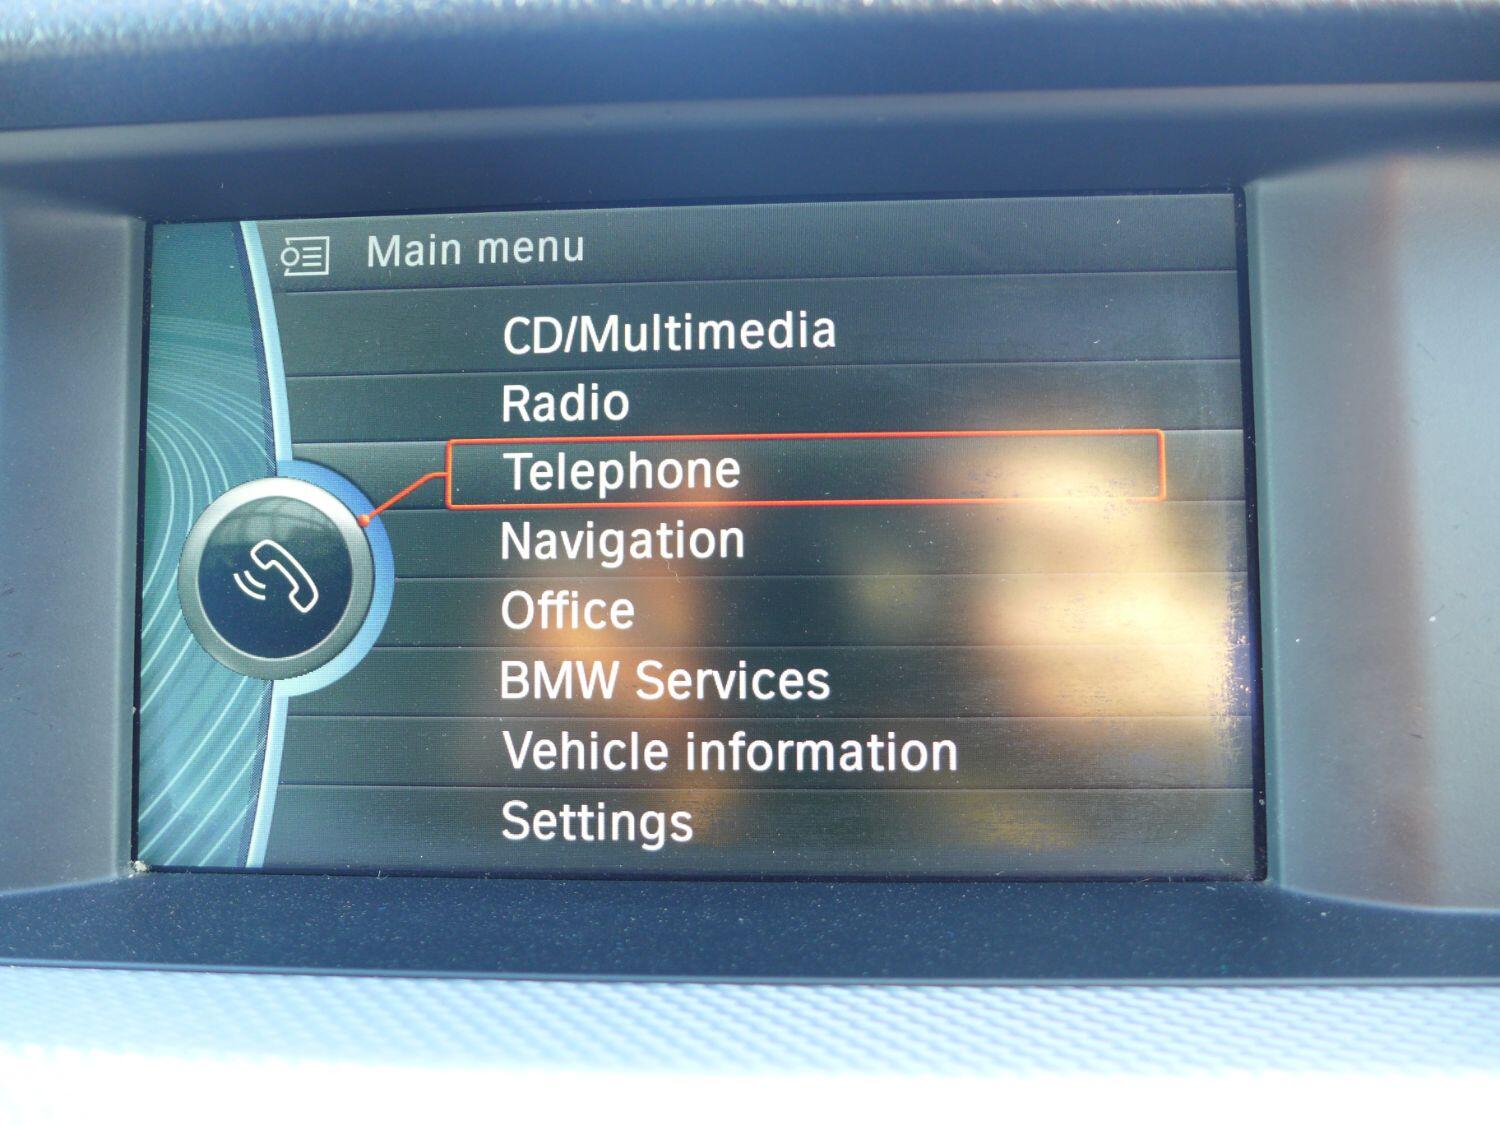 Main menu
CD/Multimedia
Radio
Telephone
Navigation
Office
BMW Services
Vehicle information
Settings